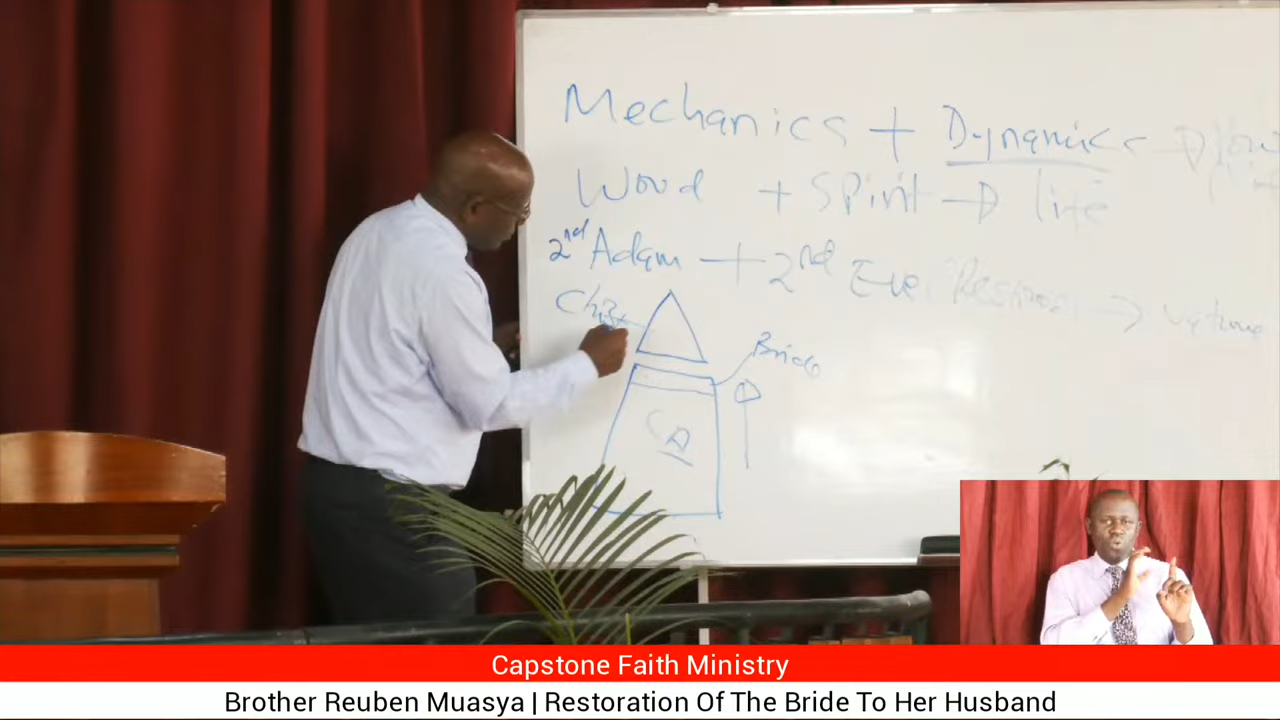 Mechanics + Dynamics
Word + Spirit → life
2nd Adam + 2nd Eve
Christ
Bride
Capstone Faith Ministry
Brother Reuben Muasya | Restoration Of The Bride To Her Husband